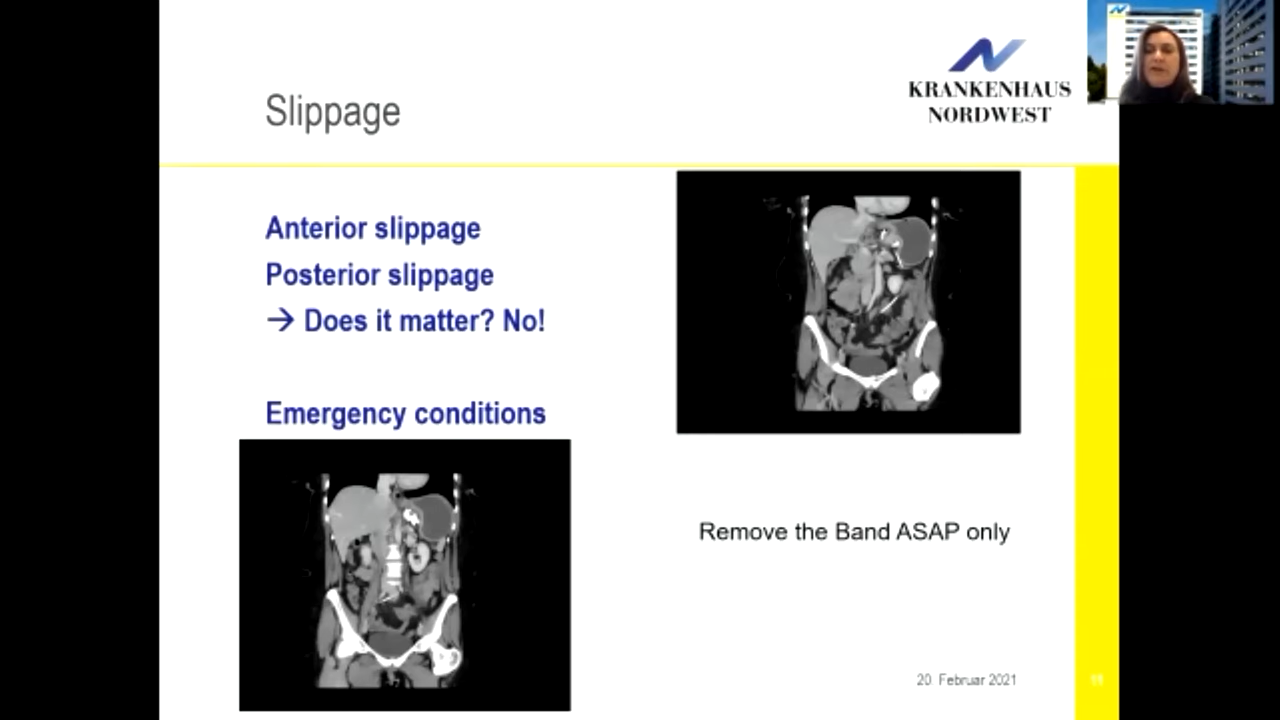 KRANKENHAUS
NORDWEST
Slippage
Anterior slippage
Posterior slippage
→ Does it matter? No!
Emergency conditions
Remove the Band ASAP only
20 Februar 2021